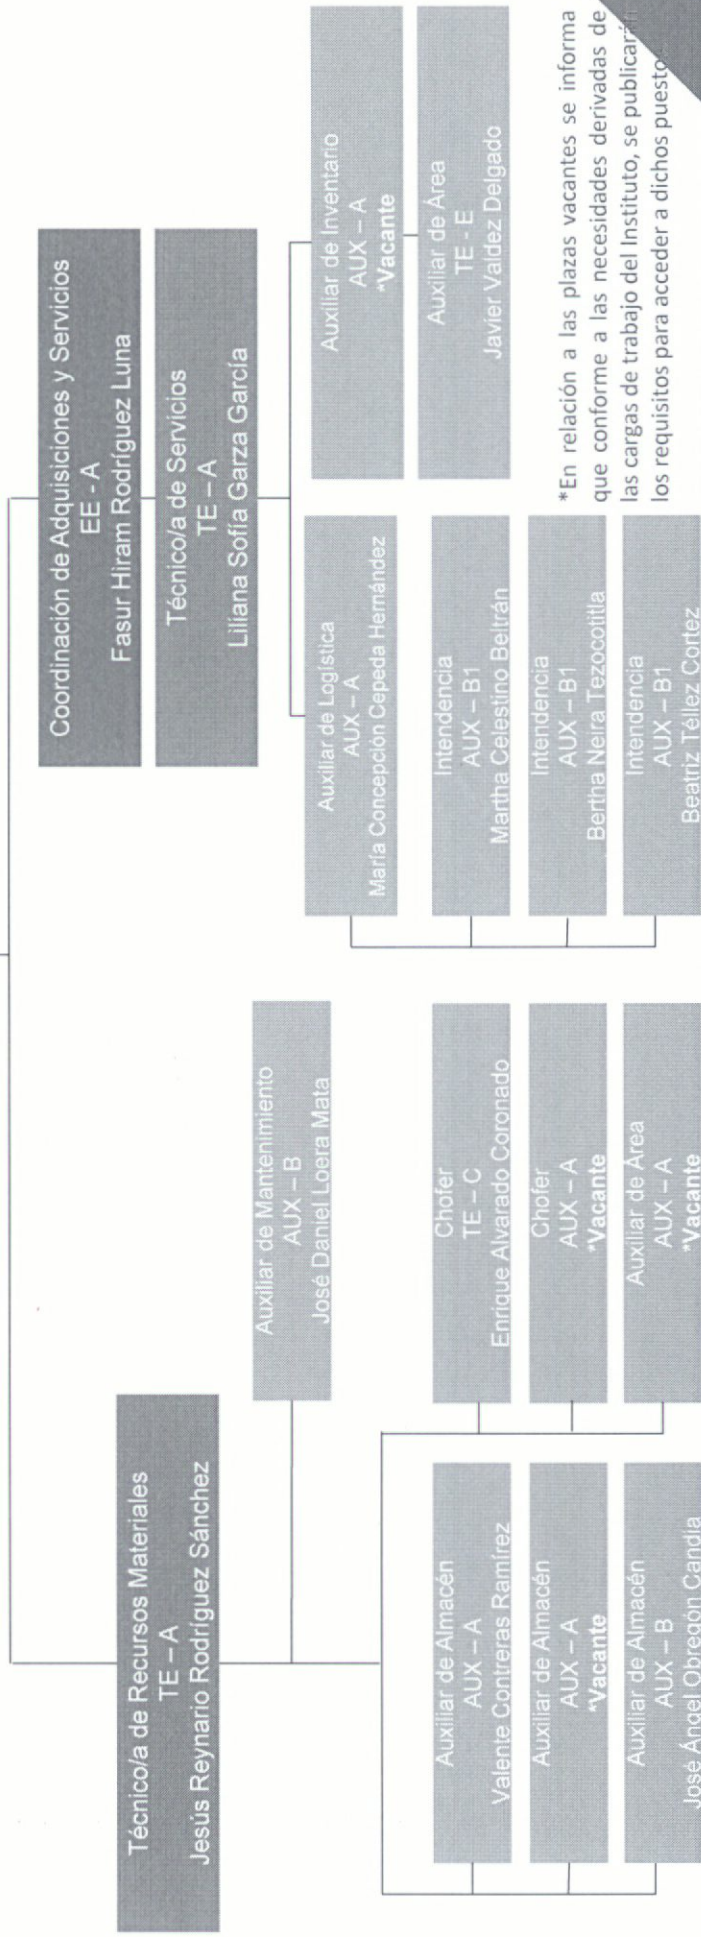 Técnico/a de Recursos Materiales
TE – A
Jesús Reynario Rodríguez Sánchez
Auxiliar de Mantenimiento
AUX – B
José Daniel Loera Mata
Auxiliar de Almacén
AUX – A
Valente Contreras Ramírez
Auxiliar de Almacén
AUX – A
*Vacante
Auxiliar de Almacén
AUX – B
José Ángel Obregón Candia
Chofer
TE – C
Enrique Alvarado Coronado
Chofer
AUX – A
*Vacante
Auxiliar de Área
AUX – A
*Vacante
Coordinación de Adquisiciones y Servicios
EE - A
Fasur Hiram Rodríguez Luna
Técnico/a de Servicios
TE – A
Liliana Sofía Garza García
Auxiliar de Logística
AUX – A
María Concepción Cepeda Hernández
Intendencia
AUX – B1
Martha Celestino Beltrán
Intendencia
AUX – B1
Bertha Neira Tezocotitla
Intendencia
AUX – B1
Beatriz Téllez Cortez
Auxiliar de Inventario
AUX – A
*Vacante
Auxiliar de Área
TE - E
Javier Valdez Delgado
*En relación a las plazas vacantes se informa
que conforme a las necesidades derivadas de
las cargas de trabajo del Instituto, se publicarán
los requisitos para acceder a dichos